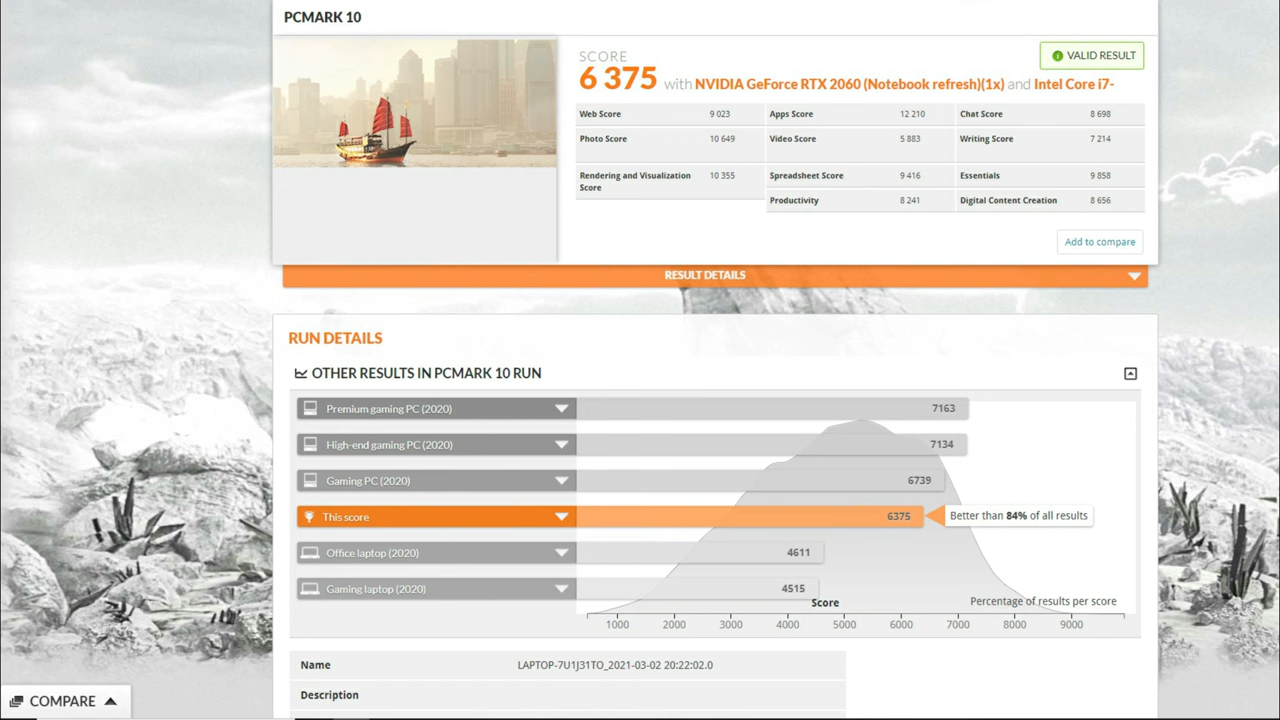 PCMARK 10
SCORE
VALID RESULT
6 375 with NVIDIA GeForce RTX 2060 (Notebook refresh)(1x) and Intel Core i7-
Web Score 9 023 Apps Score 12 210 Chat Score 8 698
Photo Score 10 649 Video Score 5 883 Writing Score 7 214
Rendering and Visualization Score 10 355 Spreadsheet Score 9 416 Essentials 9 858
Productivity 8 241 Digital Content Creation 8 656
Add to compare
RESULT DETAILS
RUN DETAILS
OTHER RESULTS IN PCMARK 10 RUN
Premium gaming PC (2020) 7163
High-end gaming PC (2020) 7134
Gaming PC (2020) 6739
This score 6375 Better than 84% of all results
Office laptop (2020) 4611
Gaming laptop (2020) 4515
Score Percentage of results per score
1000 2000 3000 4000 5000 6000 7000 8000 9000
Name LAPTOP-7U1J31TO_2021-03-02 20:22:02.0
Description
COMPARE